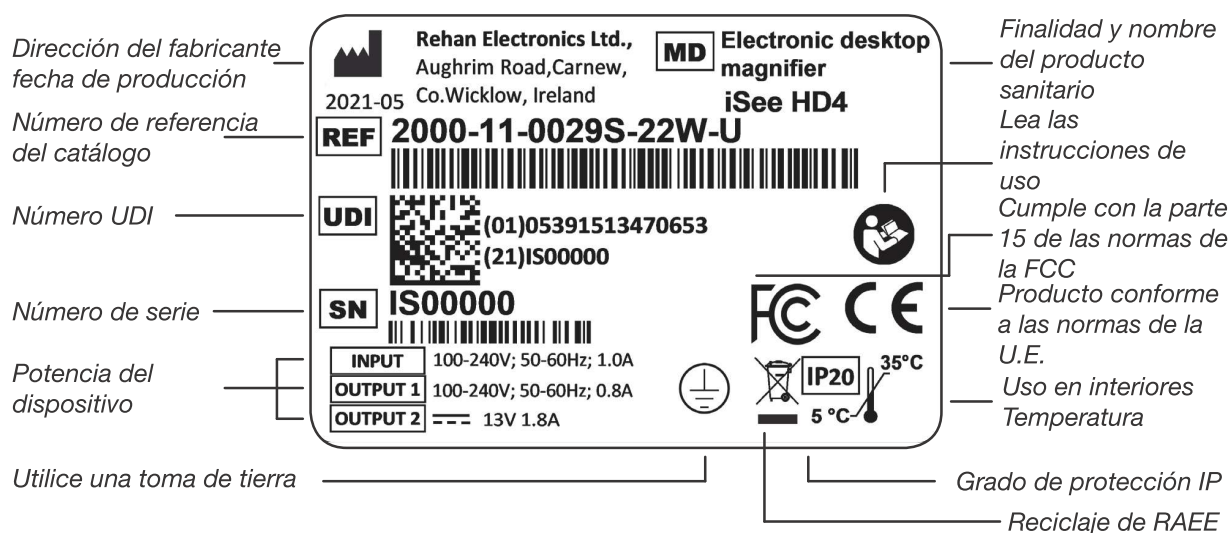 Dirección del fabricante
fecha de producción
Número de referencia
del catálogo
Número UDI
Número de serie
Potencia del
dispositivo
Utilice una toma de tierra
Rehan Electronics Ltd.,
Aughrim Road,Carnew,
Co.Wicklow, Ireland
2021-05
MD
Electronic desktop
magnifier
iSee HD4
REF
2000-11-0029S-22W-U
UDI
(01)05391513470653
(21)IS00000
SN
IS00000
INPUT 100-240V; 50-60Hz; 1.0A
OUTPUT 1 100-240V; 50-60Hz; 0.8A
OUTPUT 2 13V 1.8A
FC CE
IP20
35°C
5 °C
Finalidad y nombre
del producto
sanitario
Lea las
instrucciones de
uso
Cumple con la parte
15 de las normas de
la FCC
Producto conforme
a las normas de la
U.E.
Uso en interiores
Temperatura
Grado de protección IP
Reciclaje de RAEE